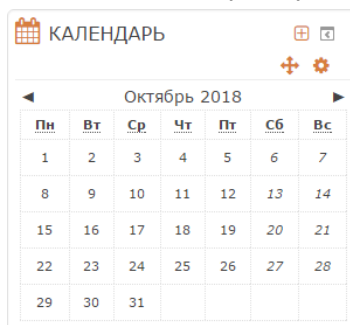 КАЛЕНДАРЬ
◄ Октябрь 2018 ►
Пн Вт Ср Чт Пт Сб Вс
1 2 3 4 5 6 7
8 9 10 11 12 13 14
15 16 17 18 19 20 21
22 23 24 25 26 27 28
29 30 31